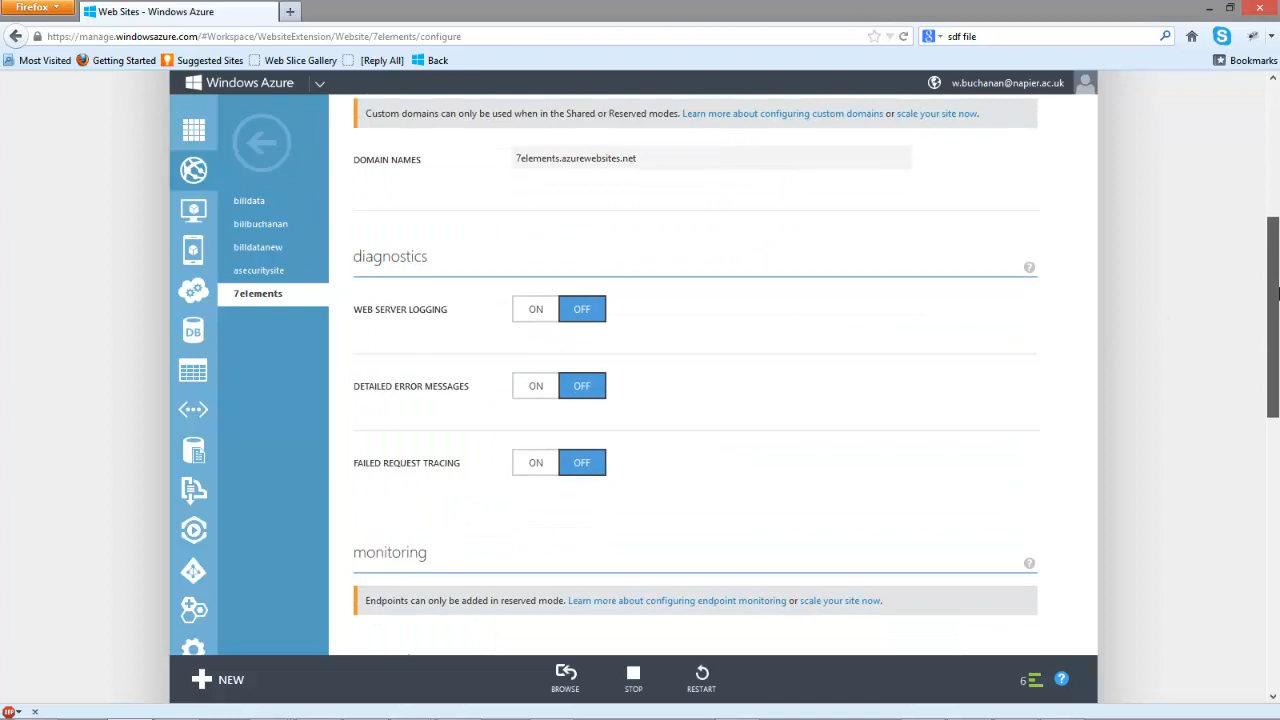 Firefox
Web Sites - Windows Azure
https://manage.windowsazure.com/#Workspace/WebsiteExtension/Website/7elements/configure
sdf file
Most Visited
Getting Started
Suggested Sites
Web Slice Gallery
[Reply All]
Back
Bookmarks
Windows Azure
w.buchanan@napier.ac.uk
Custom domains can only be used when in the Shared or Reserved modes. Learn more about configuring custom domains or scale your site now.
DOMAIN NAMES
7elements.azurewebsites.net
billdata
billbuchanan
billdatanew
asecuritysite
7elements
diagnostics
?
WEB SERVER LOGGING
ON
OFF
DB
DETAILED ERROR MESSAGES
ON
OFF
FAILED REQUEST TRACING
ON
OFF
monitoring
?
Endpoints can only be added in reserved mode. Learn more about configuring endpoint monitoring or scale your site now.
NEW
BROWSE
STOP
RESTART
6
?
ABP